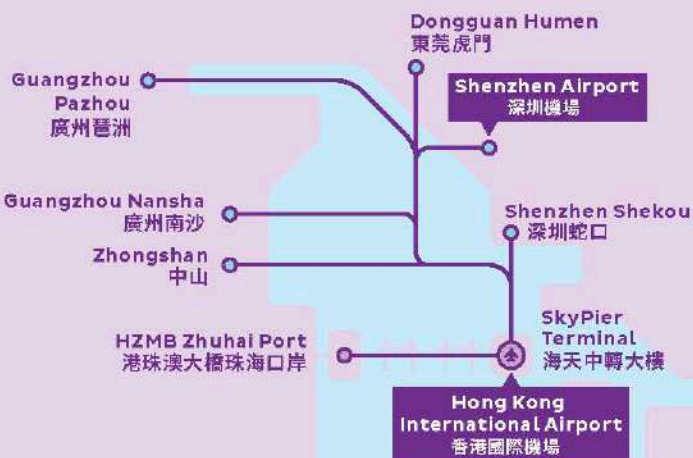 Dongguan Humen
東莞虎門
Guangzhou
Pazhou
廣州琶洲
Shenzhen Airport
深圳機場
Guangzhou Nansha
廣州南沙
Shenzhen Shekou
深圳蛇口
Zhongshan
中山
HZMB Zhuhai Port
港珠澳大橋珠海口岸
SkyPier
Terminal
海天中轉大樓
Hong Kong
International Airport
香港國際機場